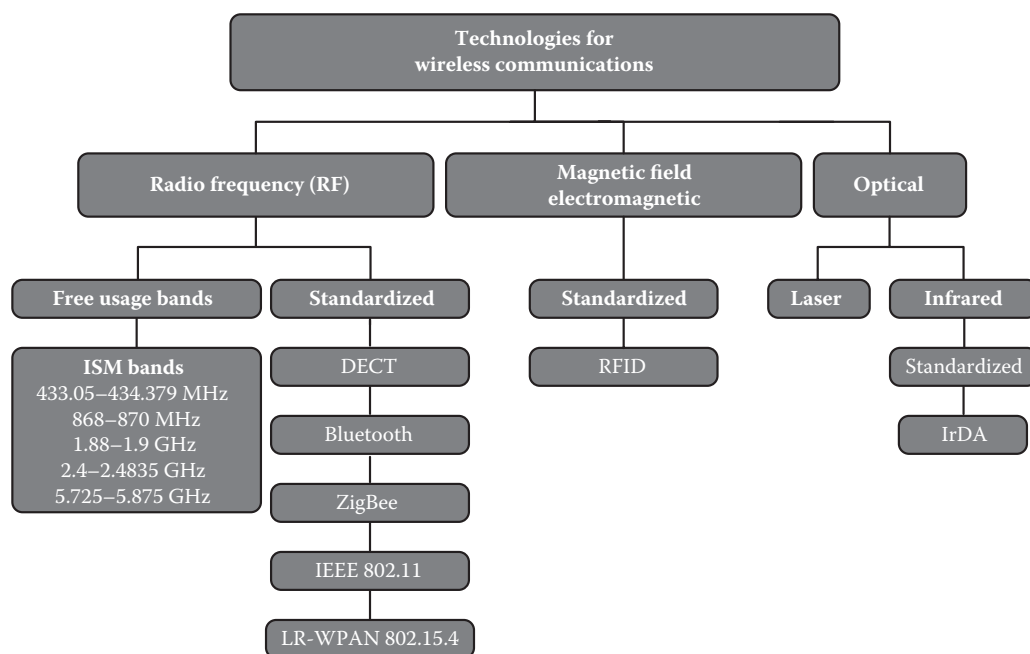 Technologies for
wireless communications
Radio frequency (RF)
Magnetic field
electromagnetic
Optical
Free usage bands
Standardized
Standardized
Laser
Infrared
ISM bands
433.05–434.379 MHz
868–870 MHz
1.88–1.9 GHz
2.4–2.4835 GHz
5.725–5.875 GHz
DECT
Bluetooth
ZigBee
IEEE 802.11
LR-WPAN 802.15.4
RFID
Standardized
IrDA